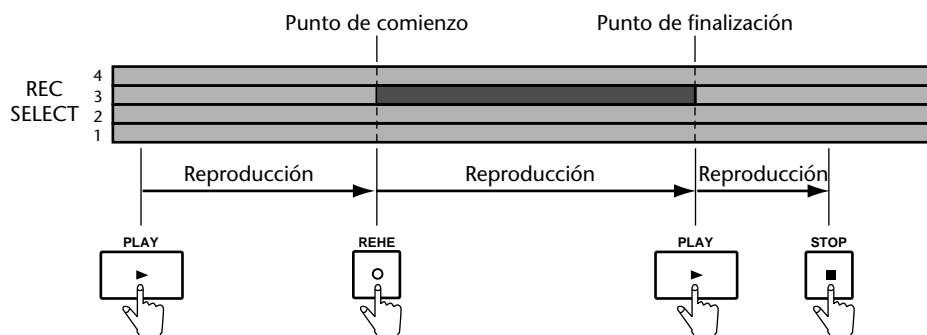 Punto de comienzo Punto de finalización
REC
SELECT
4
3
2
1
Reproducción Reproducción Reproducción
PLAY REHE PLAY STOP